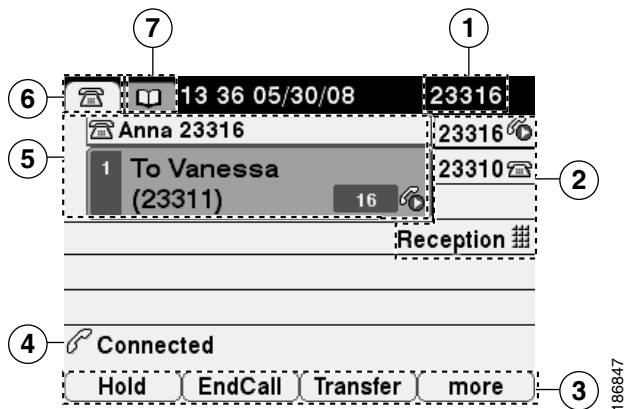 7 1
6 13 36 05/30/08 23316
Anna 23316 23316
5 1 To Vanessa 23310 2
(23311) 16
Reception
4 Connected
Hold EndCall Transfer more 3
186847